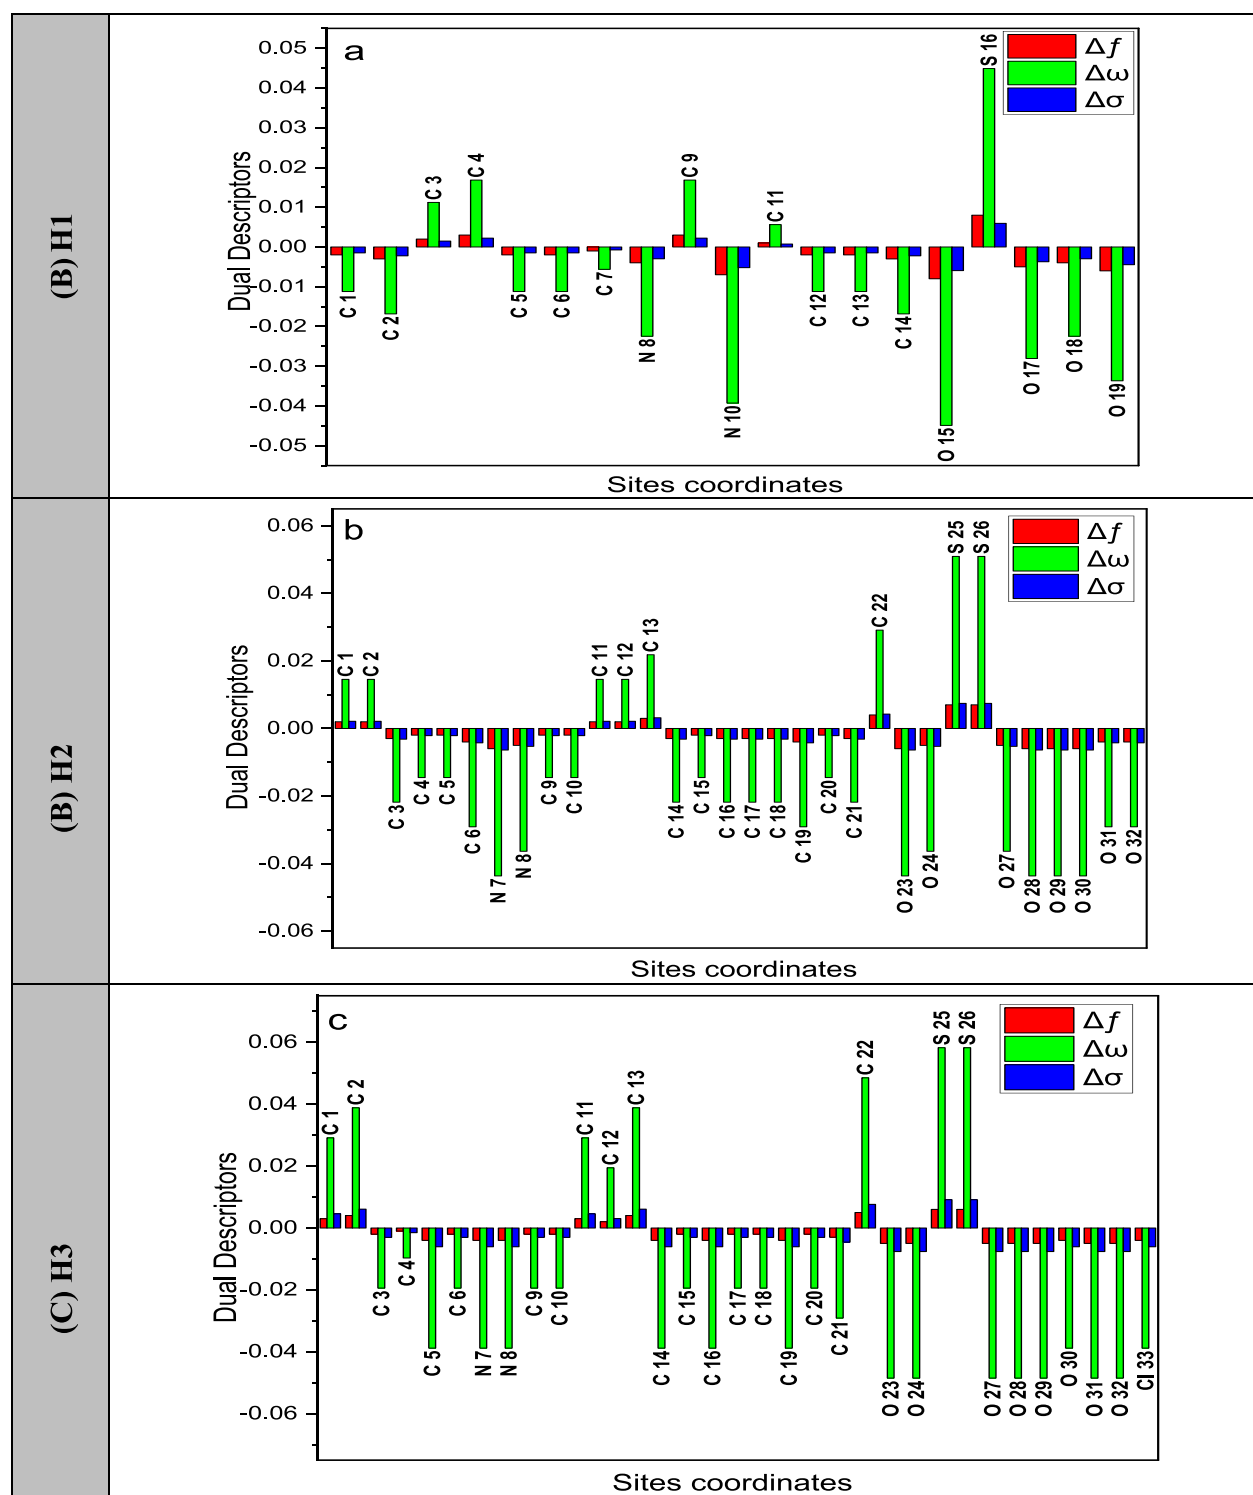 (B) H1
a
Δf
Δω
Δσ
0.05
0.04
0.03
0.02
0.01
0.00
-0.01
-0.02
-0.03
-0.04
-0.05
Dual Descriptors
C 1
C 2
C 3
C 4
C 5
C 6
C 7
N 8
C 9
N 10
C 11
C 12
C 13
C 14
O 15
S 16
O 17
O 18
O 19
Sites coordinates
(B) H2
b
Δf
Δω
Δσ
0.06
0.04
0.02
0.00
-0.02
-0.04
-0.06
Dual Descriptors
C 1
C 2
C 3
C 4
C 5
C 6
N 7
N 8
C 9
C 10
C 11
C 12
C 13
C 14
C 15
C 16
C 17
C 18
C 19
C 20
C 21
C 22
O 23
O 24
S 25
S 26
O 27
O 28
O 29
O 30
O 31
O 32
Sites coordinates
(C) H3
c
Δf
Δω
Δσ
0.06
0.04
0.02
0.00
-0.02
-0.04
-0.06
Dual Descriptors
C 1
C 2
C 3
C 4
C 5
C 6
N 7
N 8
C 9
C 10
C 11
C 12
C 13
C 14
C 15
C 16
C 17
C 18
C 19
C 20
C 21
C 22
O 23
O 24
S 25
S 26
O 27
O 28
O 29
O 30
O 31
O 32
Cl 33
Sites coordinates